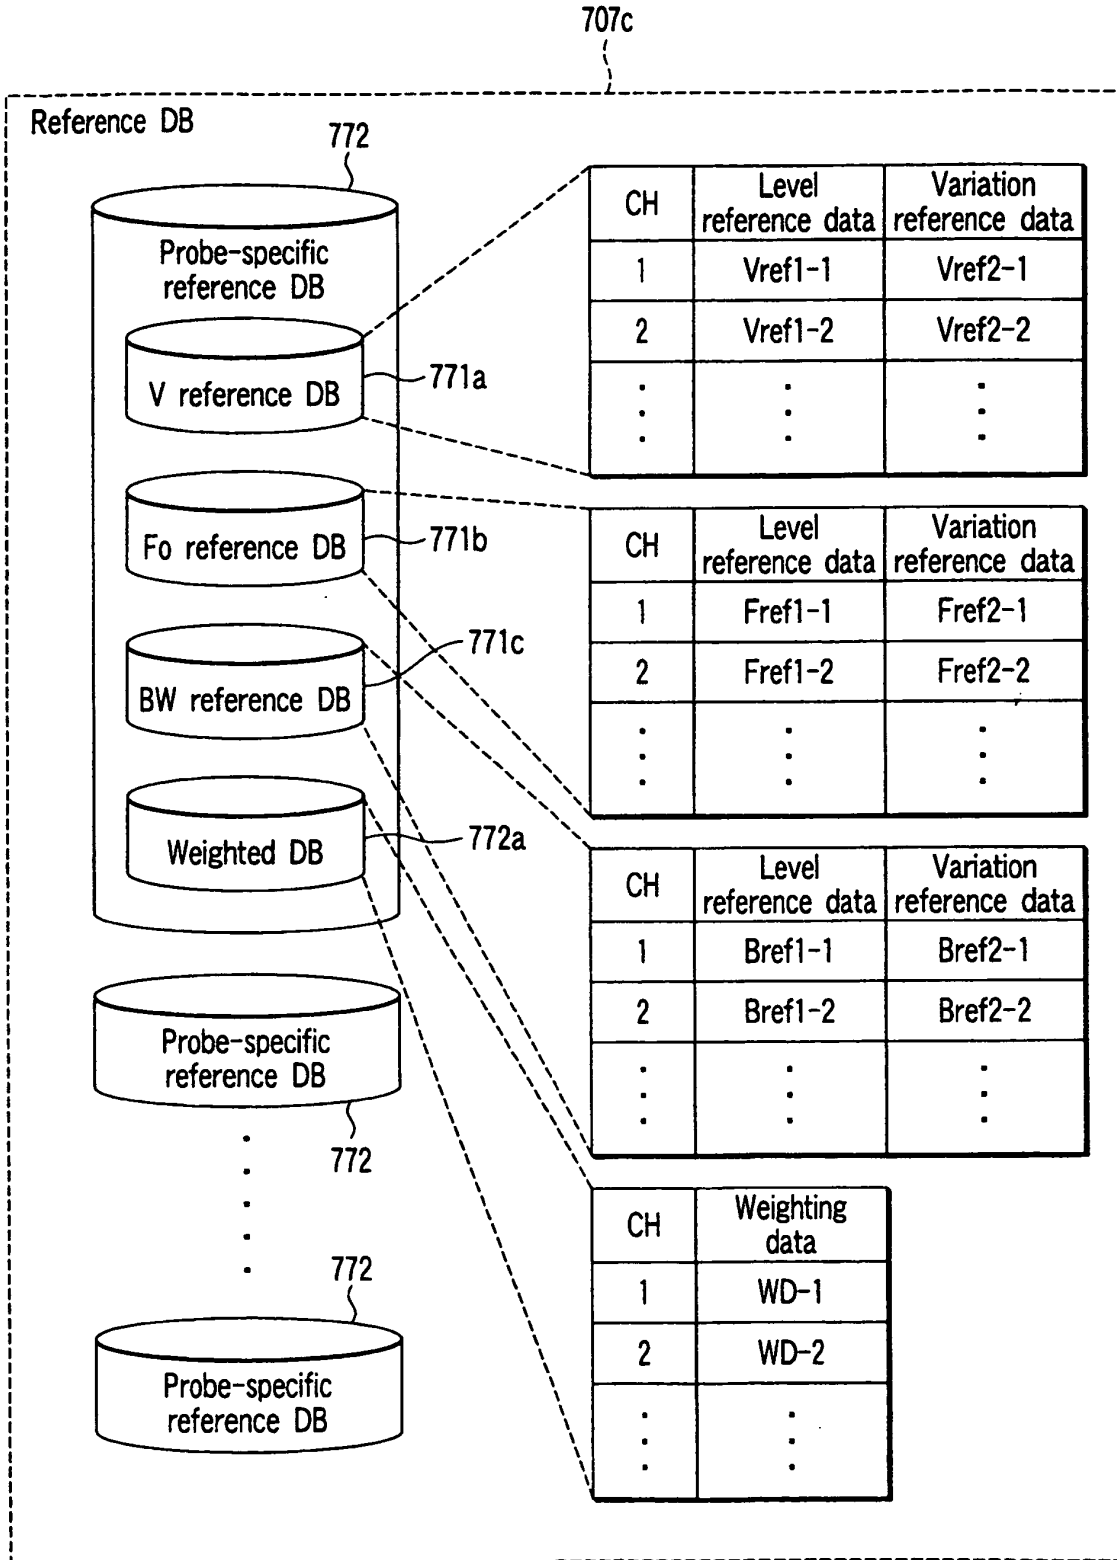 707c
Reference DB
772
Probe-specific
reference DB
V reference DB
771a
Fo reference DB
771b
BW reference DB
771c
Weighted DB
772a
Probe-specific
reference DB
772
772
Probe-specific
reference DB
CH
Level
reference data
Variation
reference data
1 Vref1-1 Vref2-1
2 Vref1-2 Vref2-2
CH
Level
reference data
Variation
reference data
1 Fref1-1 Fref2-1
2 Fref1-2 Fref2-2
CH
Level
reference data
Variation
reference data
1 Bref1-1 Bref2-1
2 Bref1-2 Bref2-2
CH
Weighting
data
1 WD-1
2 WD-2